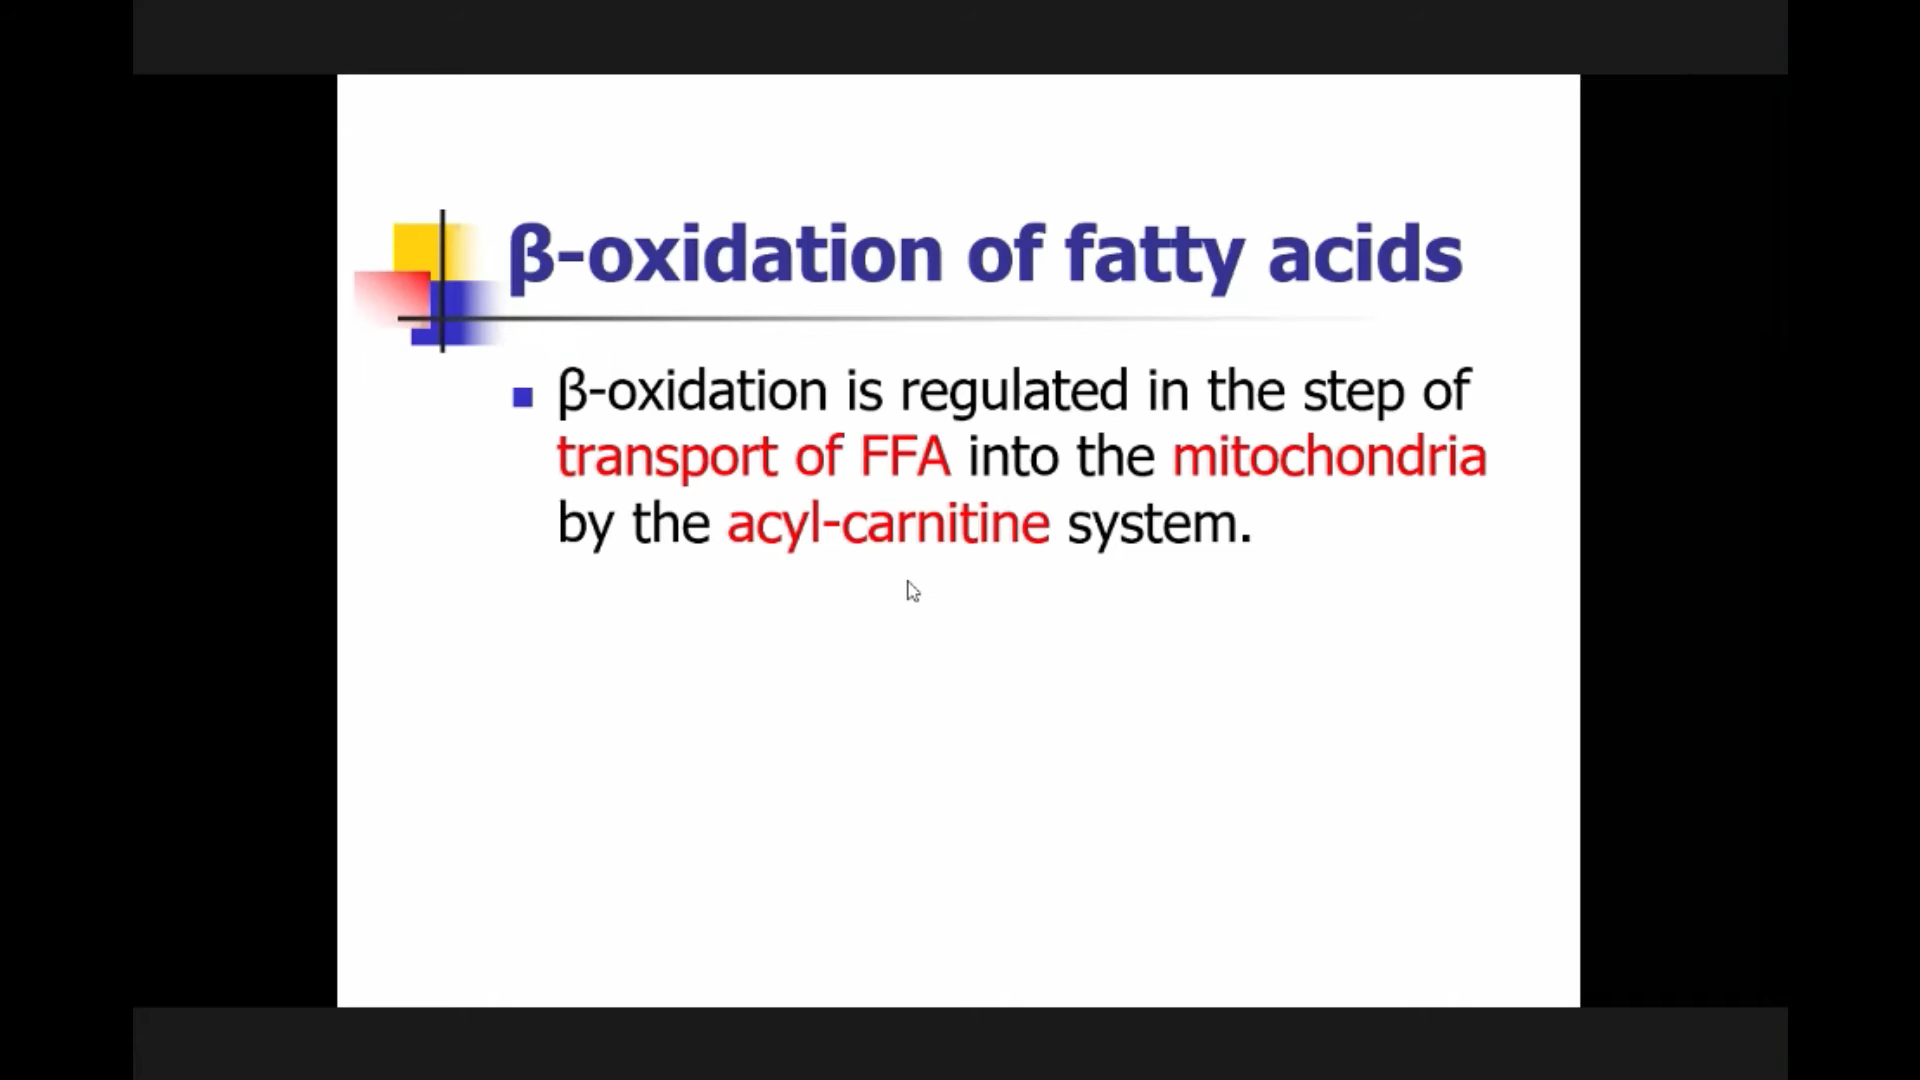 β-oxidation of fatty acids
β-oxidation is regulated in the step of
transport of FFA into the mitochondria
by the acyl-carnitine system.